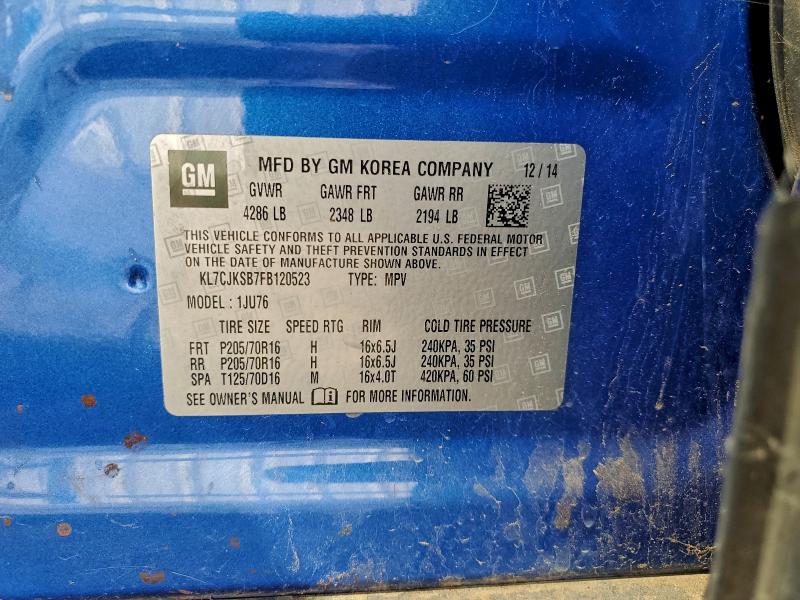 GM MFD BY GM KOREA COMPANY 12 / 14
GVWR GAWR FRT GAWR RR
4286 LB 2348 LB 2194 LB
THIS VEHICLE CONFORMS TO ALL APPLICABLE U.S. FEDERAL MOTOR
VEHICLE SAFETY AND THEFT PREVENTION STANDARDS IN EFFECT
ON THE DATE OF MANUFACTURE SHOWN ABOVE.
KL7CJKSB7FB120523 TYPE: MPV
MODEL : 1JU76
TIRE SIZE SPEED RTG RIM COLD TIRE PRESSURE
FRT P205/70R16 H 16x6.5J 240KPA, 35 PSI
RR P205/70R16 H 16x6.5J 240KPA, 35 PSI
SPA T125/70D16 M 16x4.0T 420KPA, 60 PSI
SEE OWNER'S MANUAL FOR MORE INFORMATION.